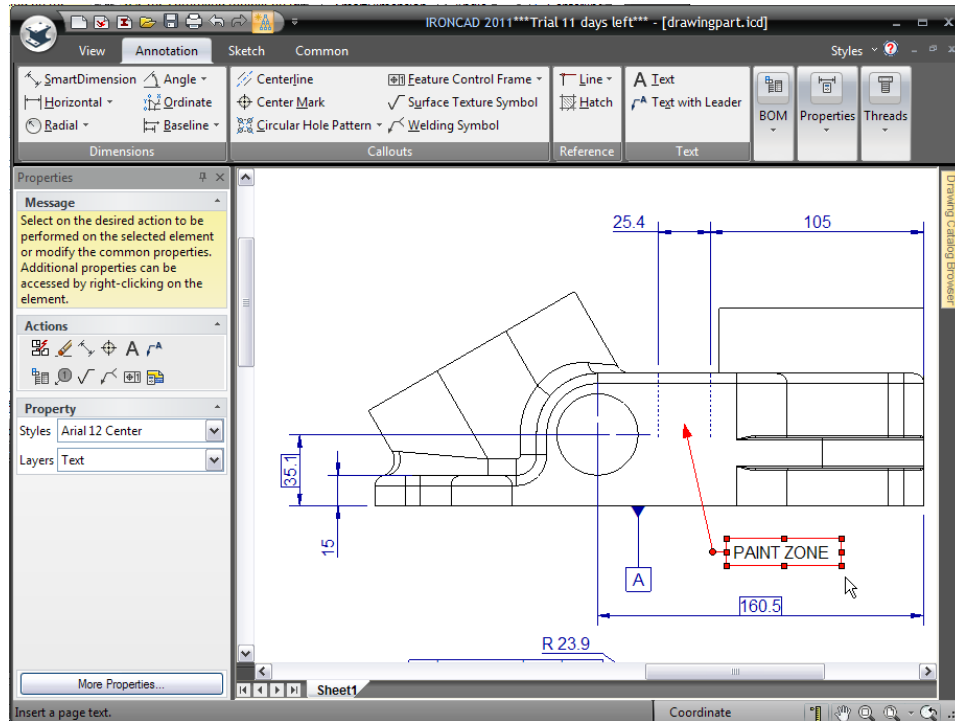 IRONCAD 2011***Trial 11 days left*** - [drawingpart.icd]
View Annotation Sketch Common Styles
SmartDimension Angle Centerline Feature Control Frame Line A Text
Horizontal Ordinate Center Mark Surface Texture Symbol Hatch Text with Leader
Radial Baseline Circular Hole Pattern Welding Symbol BOM Properties Threads
Dimensions Callouts Reference Text
Properties
Message
Select on the desired action to be
performed on the selected element
or modify the common properties.
Additional properties can be
accessed by right-clicking on the
element.
Actions
Property
Styles Arial 12 Center
Layers Text
More Properties...
Drawing Catalog Browser
25.4 105
35.1
15
PAINT ZONE
A
160.5
R 23.9
Sheet1
Insert a page text. Coordinate